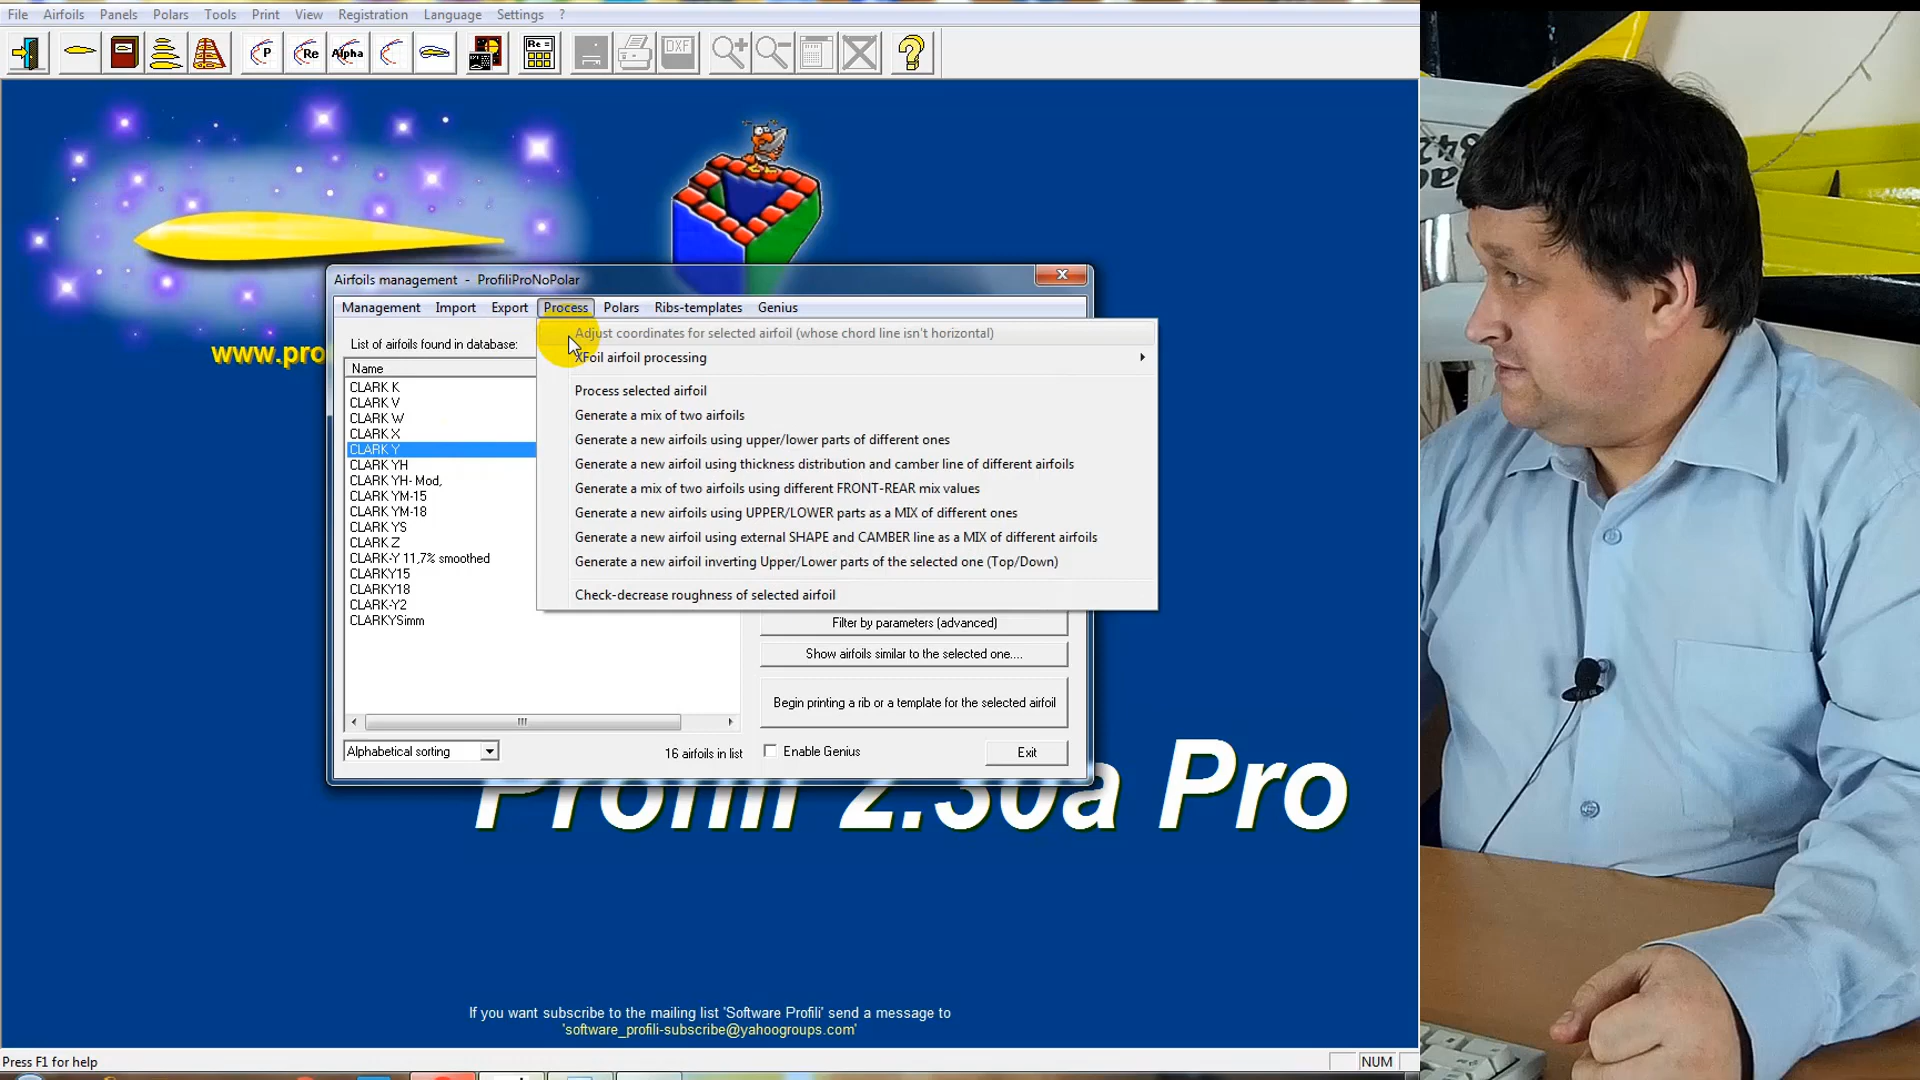 File Airfoils Panels Polars Tools Print View Registration Language Settings ?
P Re Alpha Re = DXF
www.pro
Airfoils management - ProfiliProNoPolar
Management Import Export Process Polars Ribs-templates Genius
List of airfoils found in database:
Name
CLARK K
CLARK V
CLARK W
CLARK X
CLARK Y
CLARK YH
CLARK YH- Mod,
CLARK YM-15
CLARK YM-18
CLARK YS
CLARK Z
CLARK-Y 11,7% smoothed
CLARKY15
CLARKY18
CLARK-Y2
CLARKYSimm
Adjust coordinates for selected airfoil (whose chord line isn't horizontal)
XFoil airfoil processing
Process selected airfoil
Generate a mix of two airfoils
Generate a new airfoils using upper/lower parts of different ones
Generate a new airfoil using thickness distribution and camber line of different airfoils
Generate a mix of two airfoils using different FRONT-REAR mix values
Generate a new airfoils using UPPER/LOWER parts as a MIX of different ones
Generate a new airfoil using external SHAPE and CAMBER line as a MIX of different airfoils
Generate a new airfoil inverting Upper/Lower parts of the selected one (Top/Down)
Check-decrease roughness of selected airfoil
Filter by parameters (advanced)
Show airfoils similar to the selected one....
Begin printing a rib or a template for the selected airfoil
Alphabetical sorting
16 airfoils in list
Enable Genius
Exit
Profili 2.30a Pro
If you want subscribe to the mailing list 'Software Profili' send a message to
'software_profili-subscribe@yahoogroups.com'
Press F1 for help
NUM